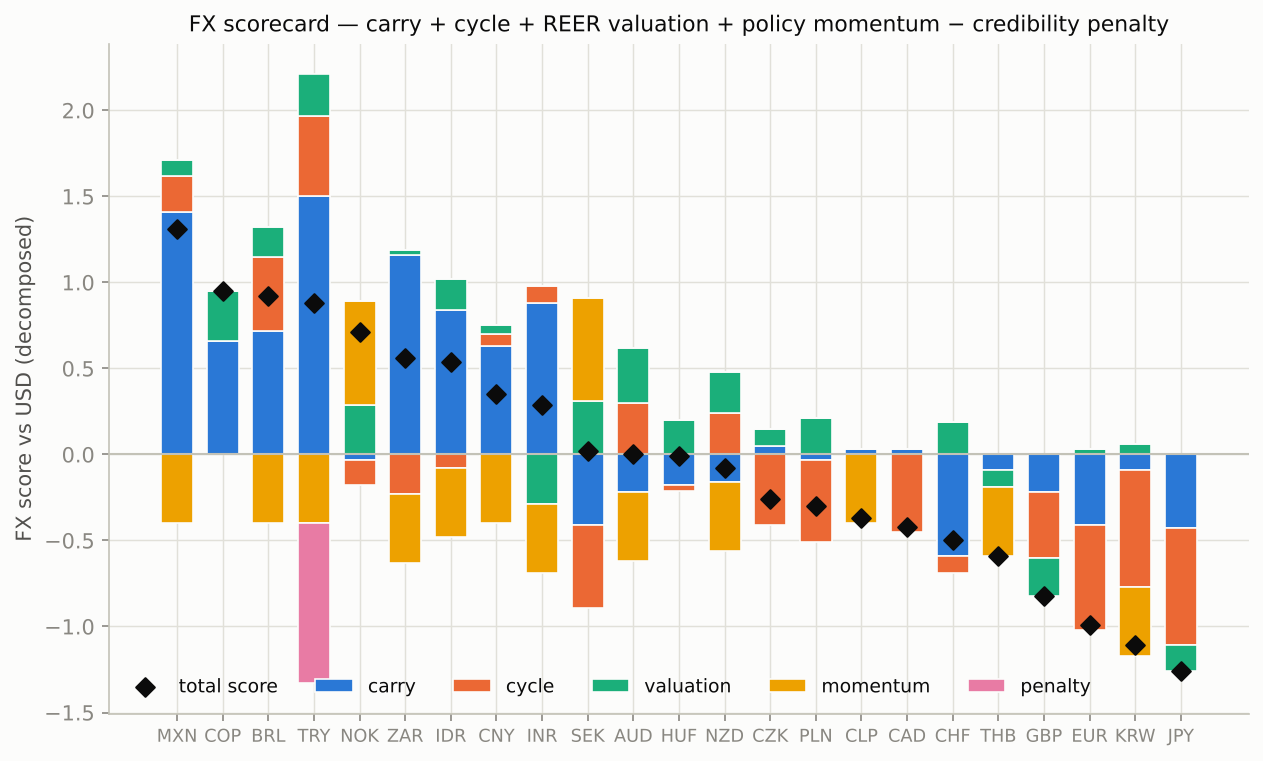 FX scorecard — carry + cycle + REER valuation + policy momentum − credibility penalty
FX score vs USD (decomposed)
2.0
1.5
1.0
0.5
0.0
−0.5
−1.0
−1.5
total score carry cycle valuation momentum penalty
MXN COP BRL TRY NOK ZAR IDR CNY INR SEK AUD HUF NZD CZK PLN CLP CAD CHF THB GBP EUR KRW JPY